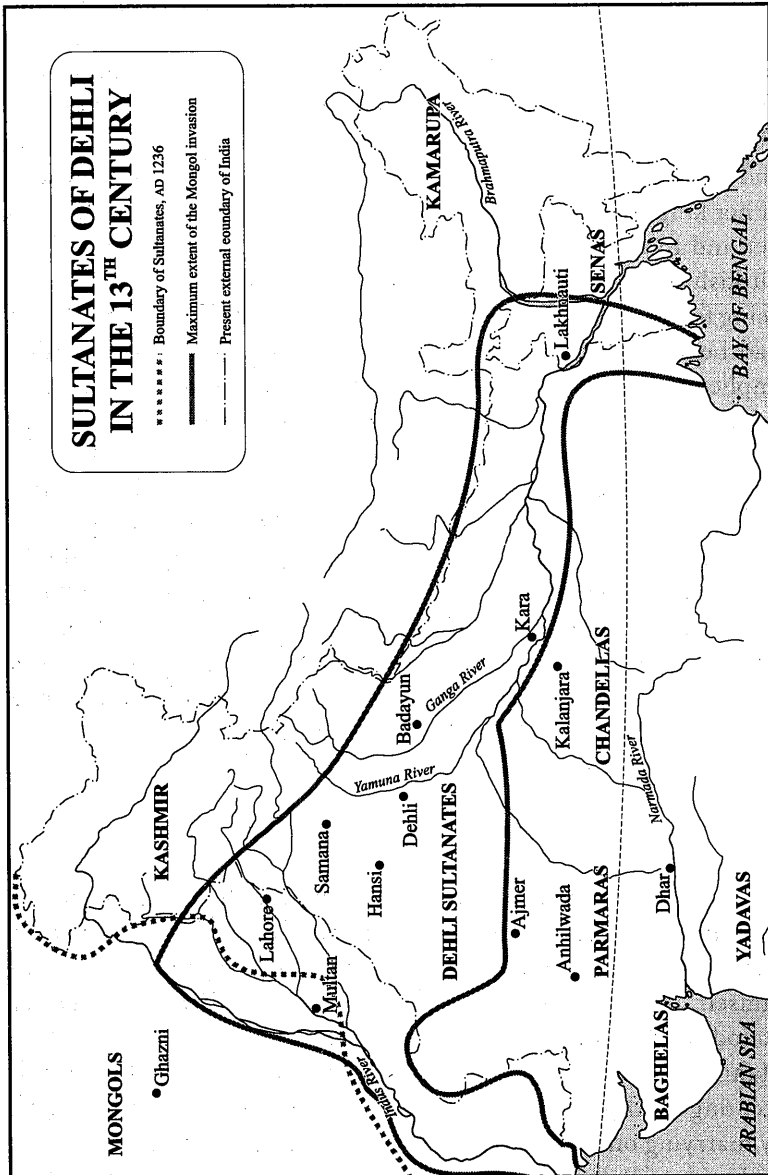 SULTANATES OF DEHLI
IN THE 13TH CENTURY
Boundary of Sultanates, AD 1236
Maximum extent of the Mongol invasion
Present external eoundary of India
MONGOLS
Ghazni
KASHMIR
Lahore
Multan
Indus River
Samana
Hansi
Dehli
Yamuna River
Badayun
Ganga River
DEHLI SULTANATES
Kara
Ajmer
Anhilwada
PARMARAS
Kalanjara
CHANDELLAS
Narmada River
Dhar
BAGHELAS
YADAVAS
ARABIAN SEA
KAMARUPA
Brahmaputra River
Lakhnauti
SENAS
BAY OF BENGAL